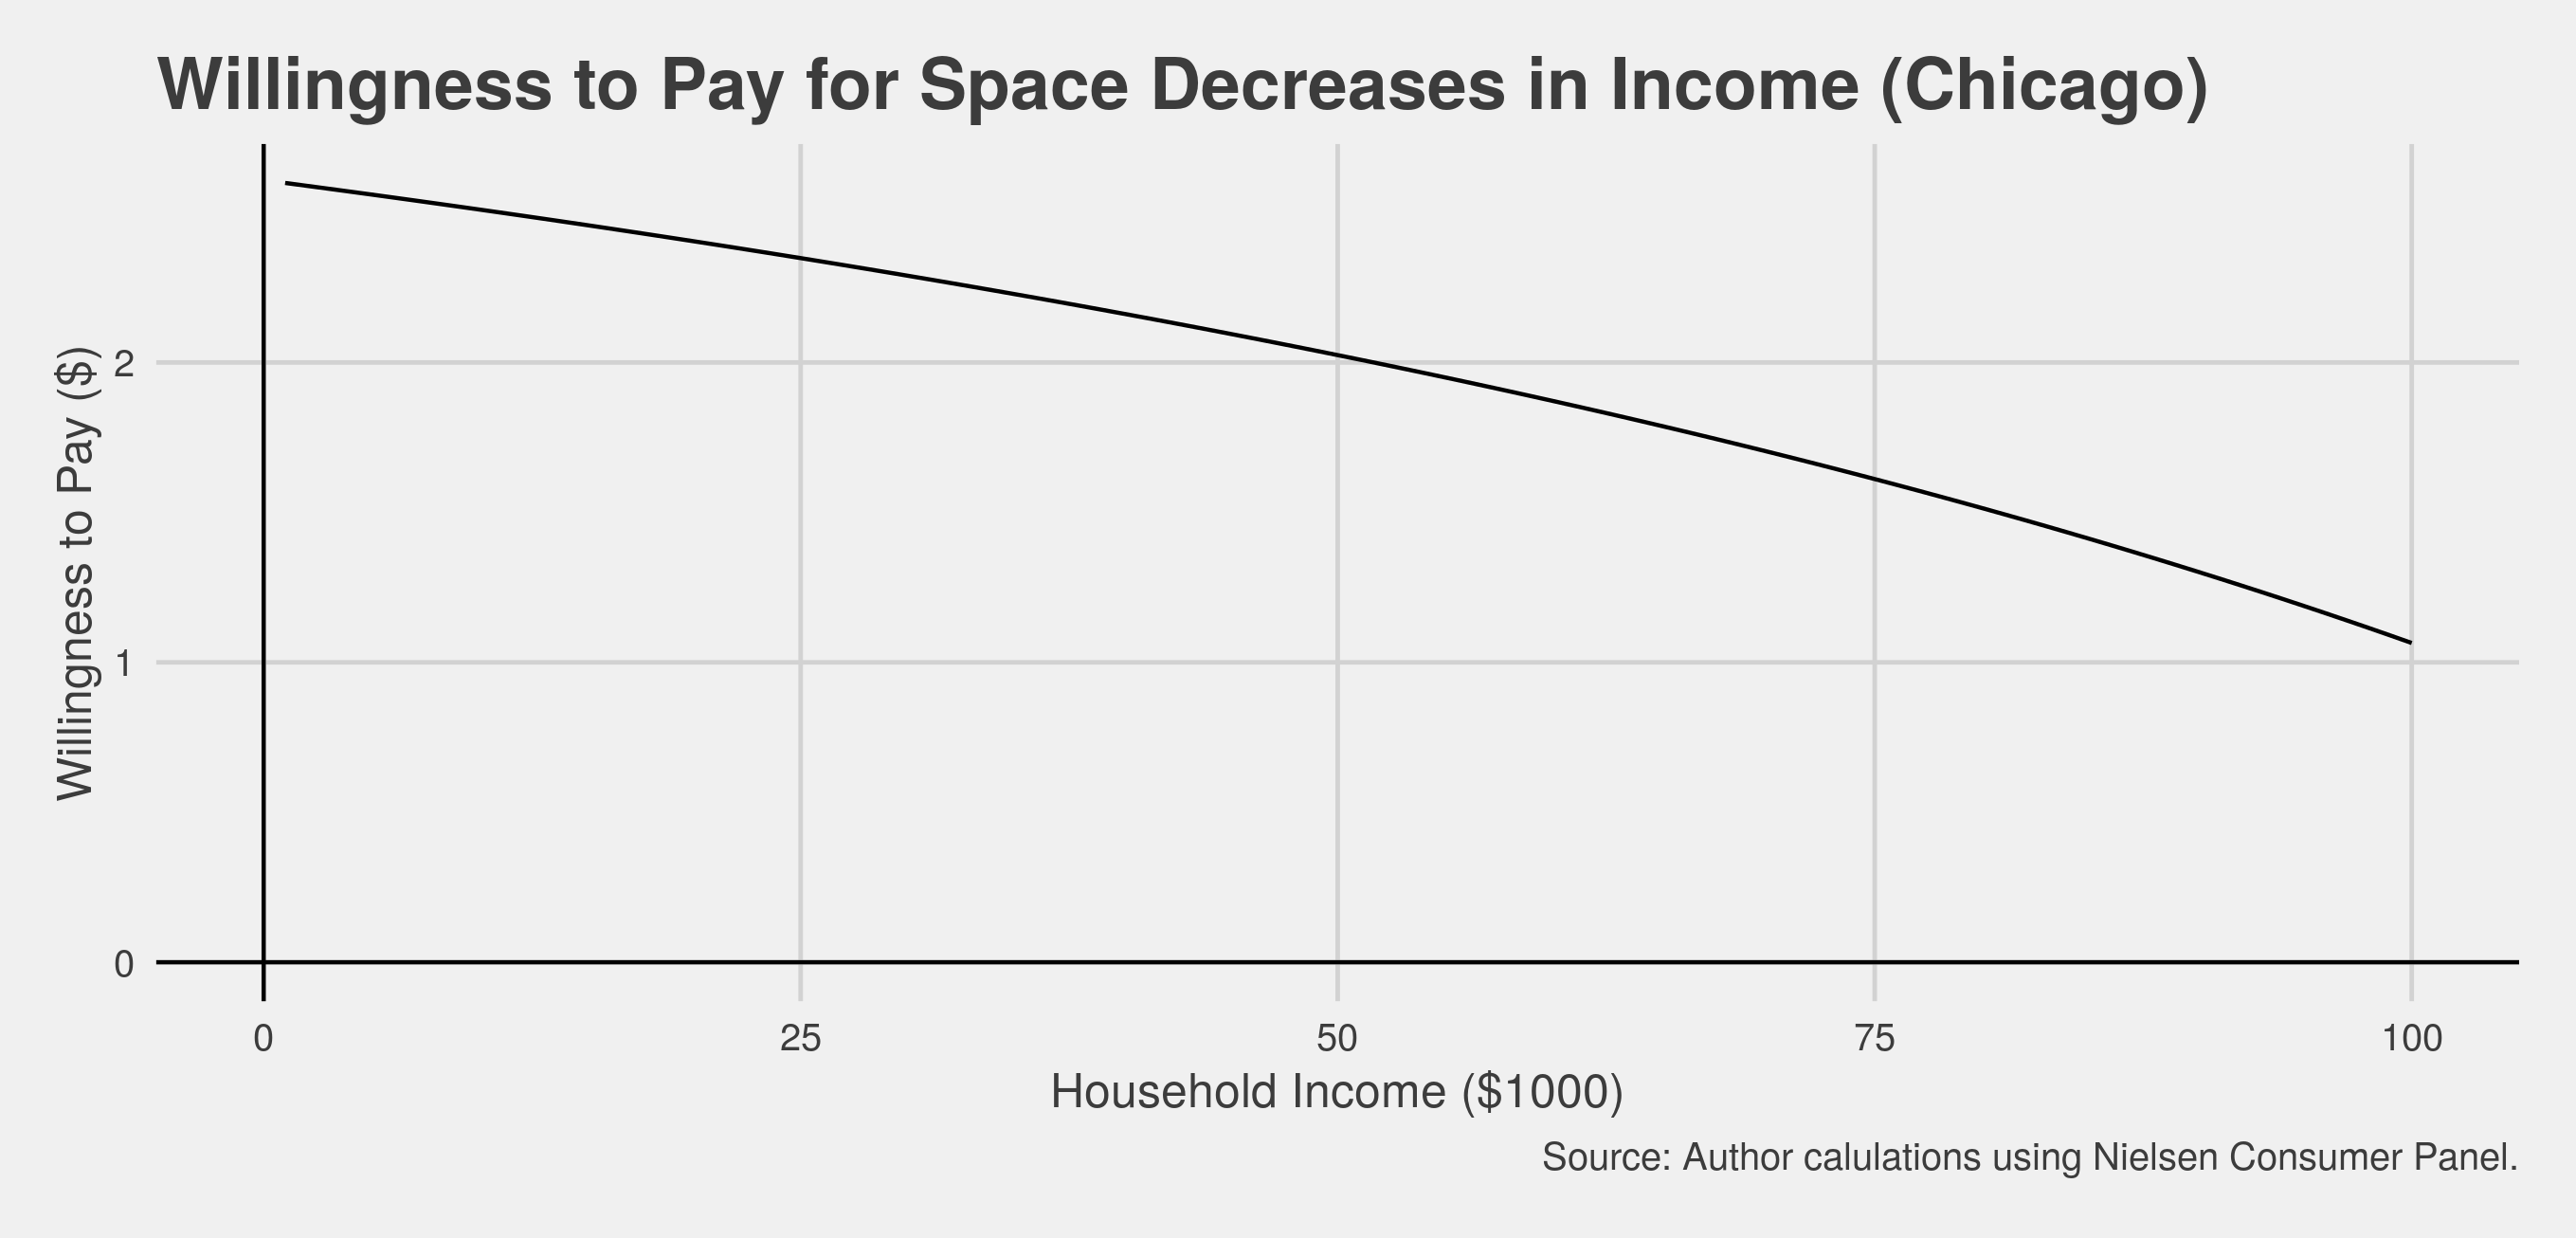 Willingness to Pay for Space Decreases in Income (Chicago)
Willingness to Pay ($)
2
1
0
0 25 50 75 100
Household Income ($1000)
Source: Author calulations using Nielsen Consumer Panel.